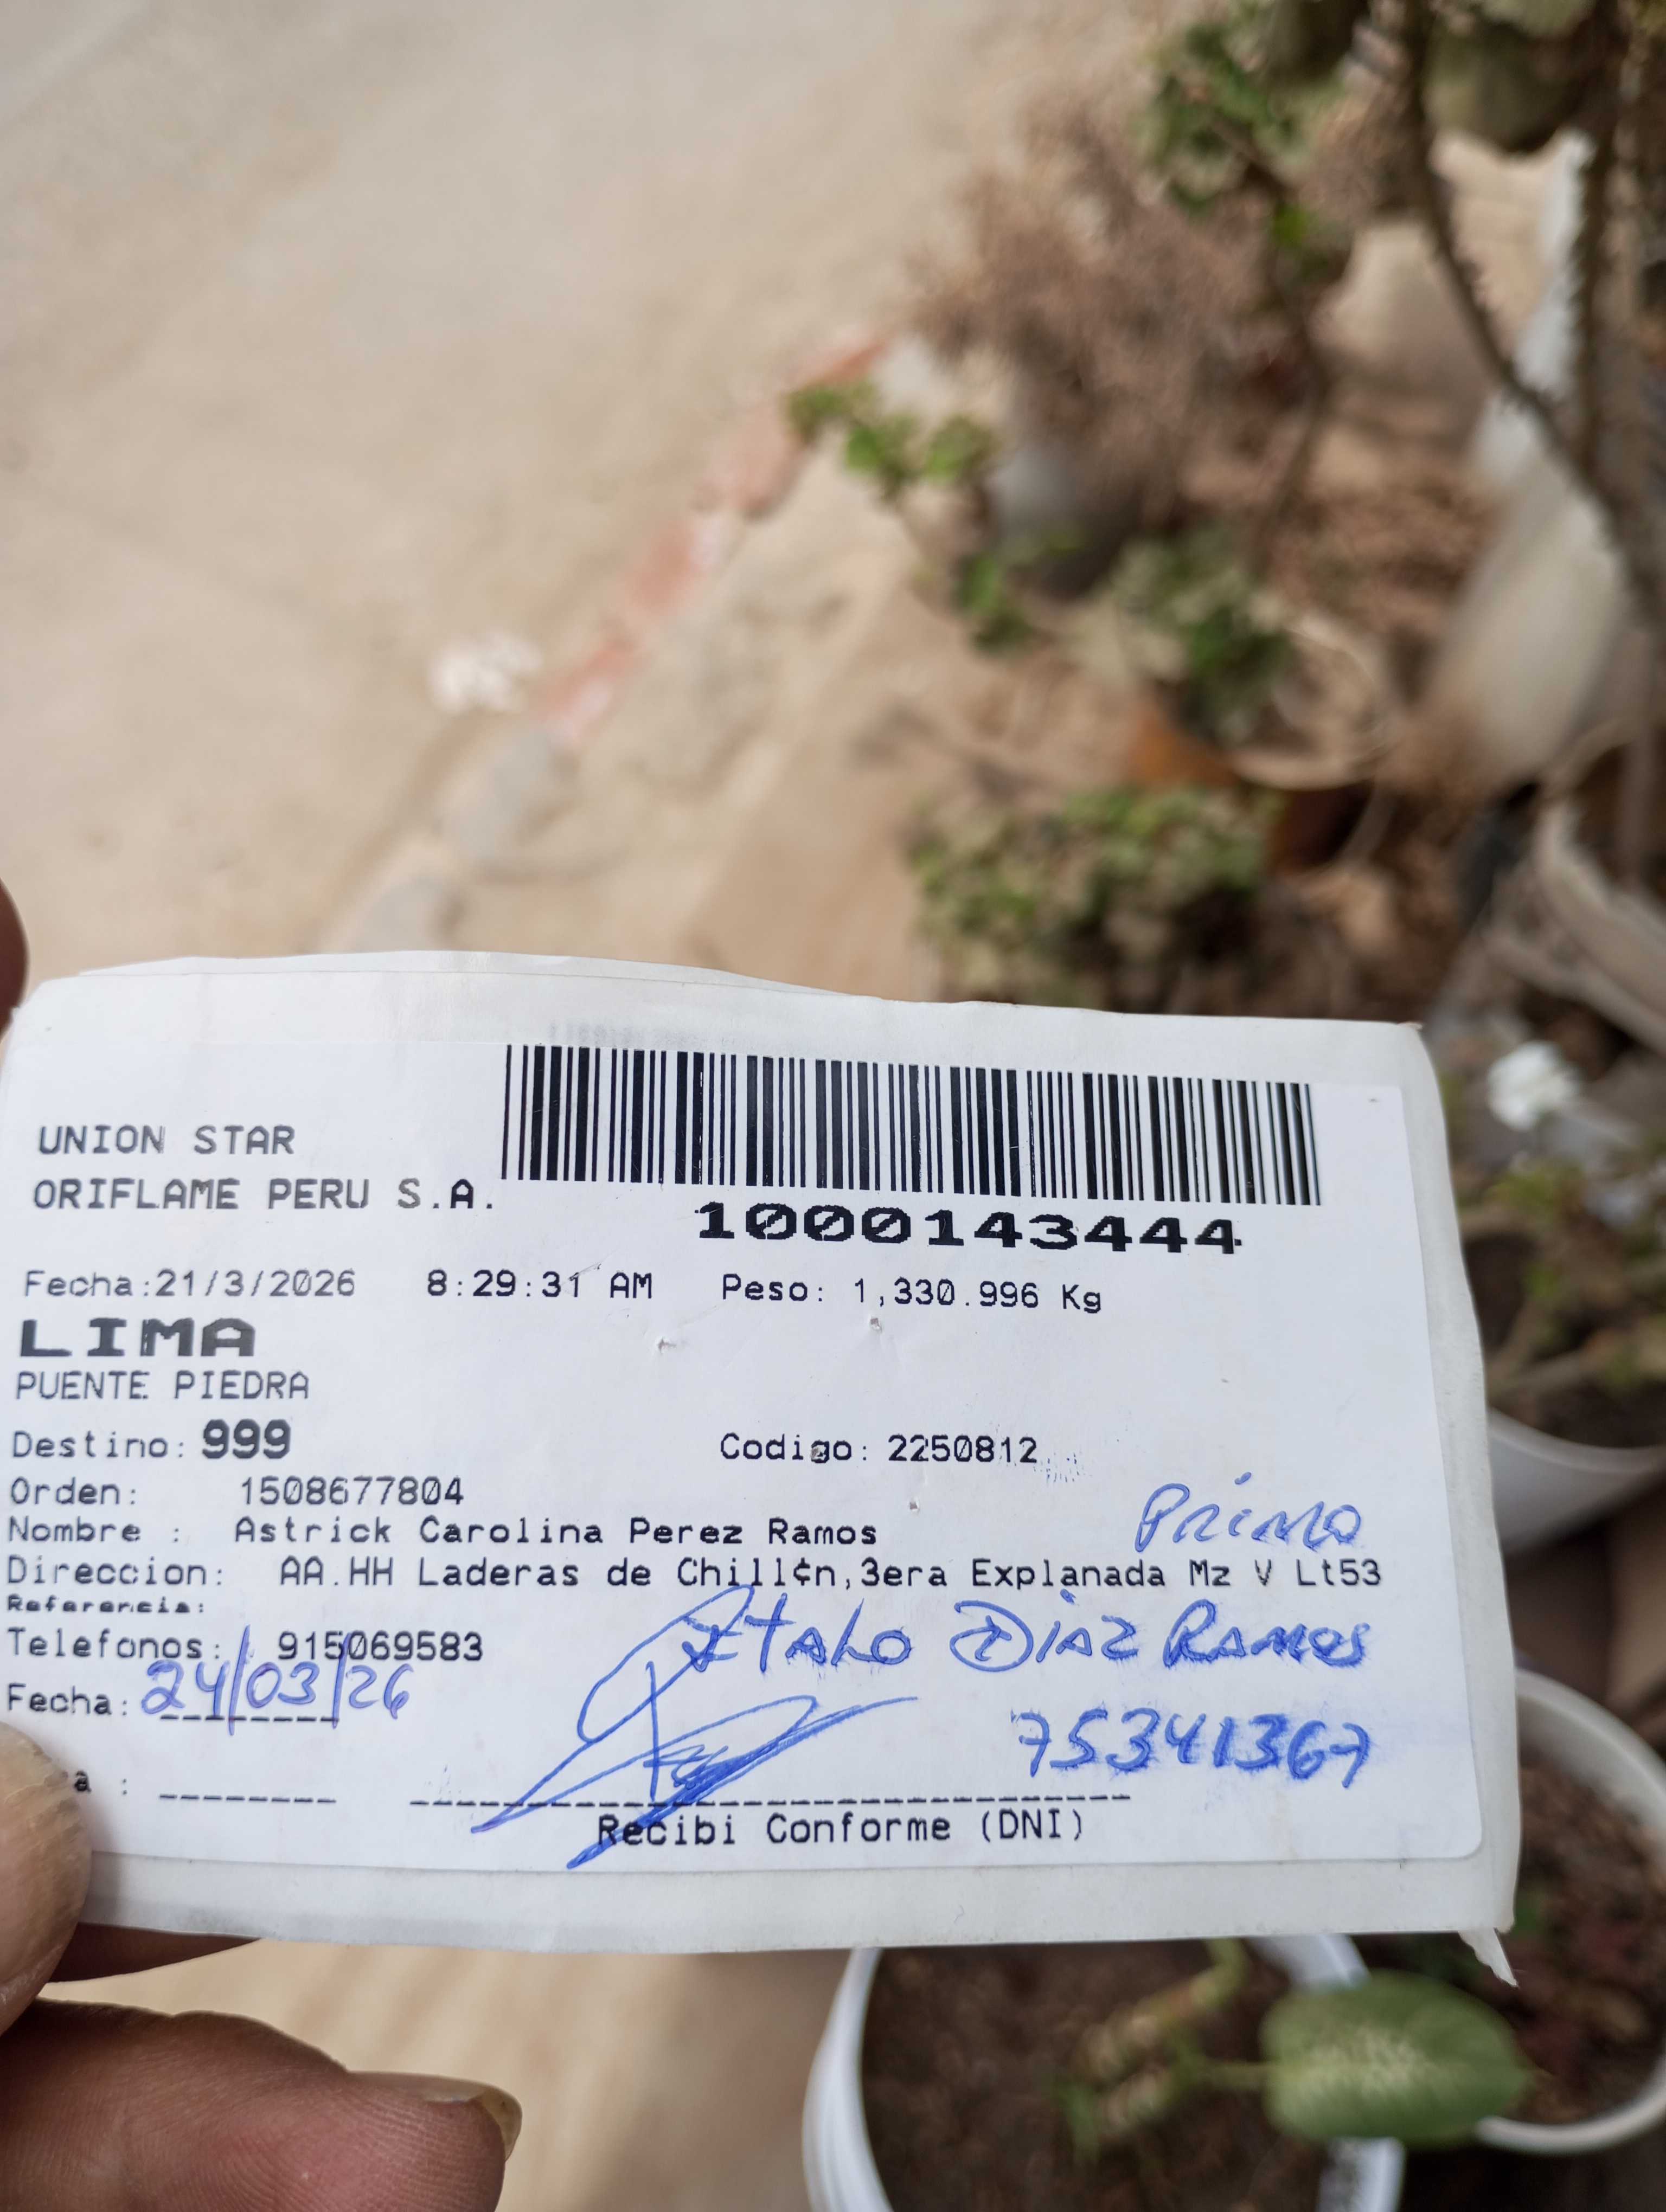 UNION STAR
ORIFLAME PERU S.A.
1000143444
Fecha:21/3/2026 8:29:31 AM Peso: 1,330.996 Kg
LIMA
PUENTE PIEDRA
Destino: 999 Codigo: 2250812
Orden: 1508677804
Nombre : Astrick Carolina Perez Ramos PRIMO
Direccion: AA.HH Laderas de Chill¢n,3era Explanada Mz V Lt53
Referencia:
Telefonos: 915069583 ITALO DIAZ RAMOS
Fecha: 24/03/26 75341367
a :
Recibi Conforme (DNI)